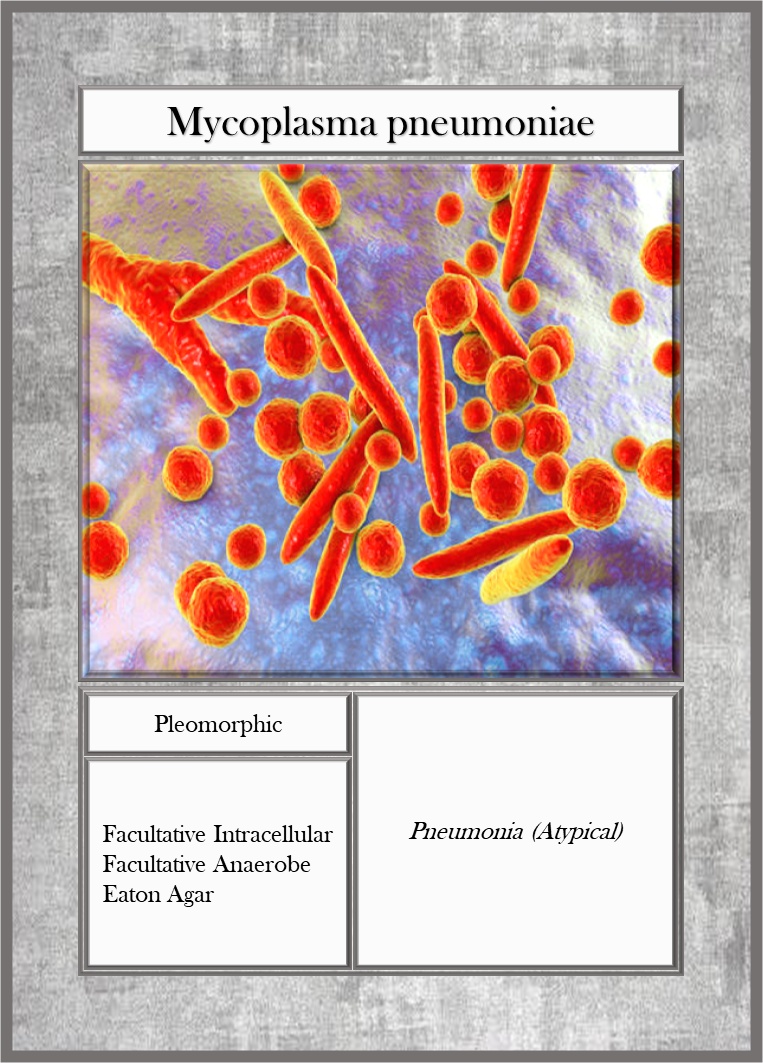 Mycoplasma pneumoniae
Pleomorphic
Facultative Intracellular
Facultative Anaerobe
Eaton Agar
Pneumonia (Atypical)